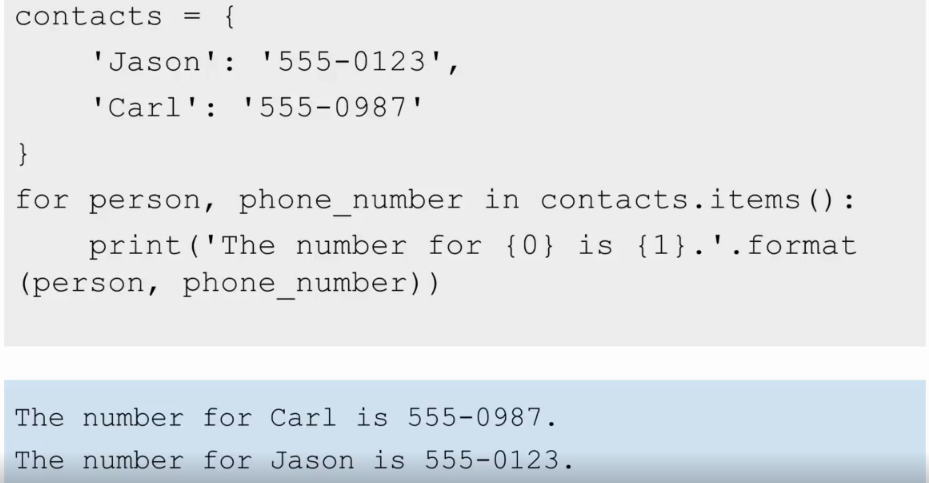 contacts = {
    'Jason': '555-0123',
    'Carl': '555-0987'
}
for person, phone_number in contacts.items():
    print('The number for {0} is {1}.'.format
(person, phone_number))
The number for Carl is 555-0987.
The number for Jason is 555-0123.